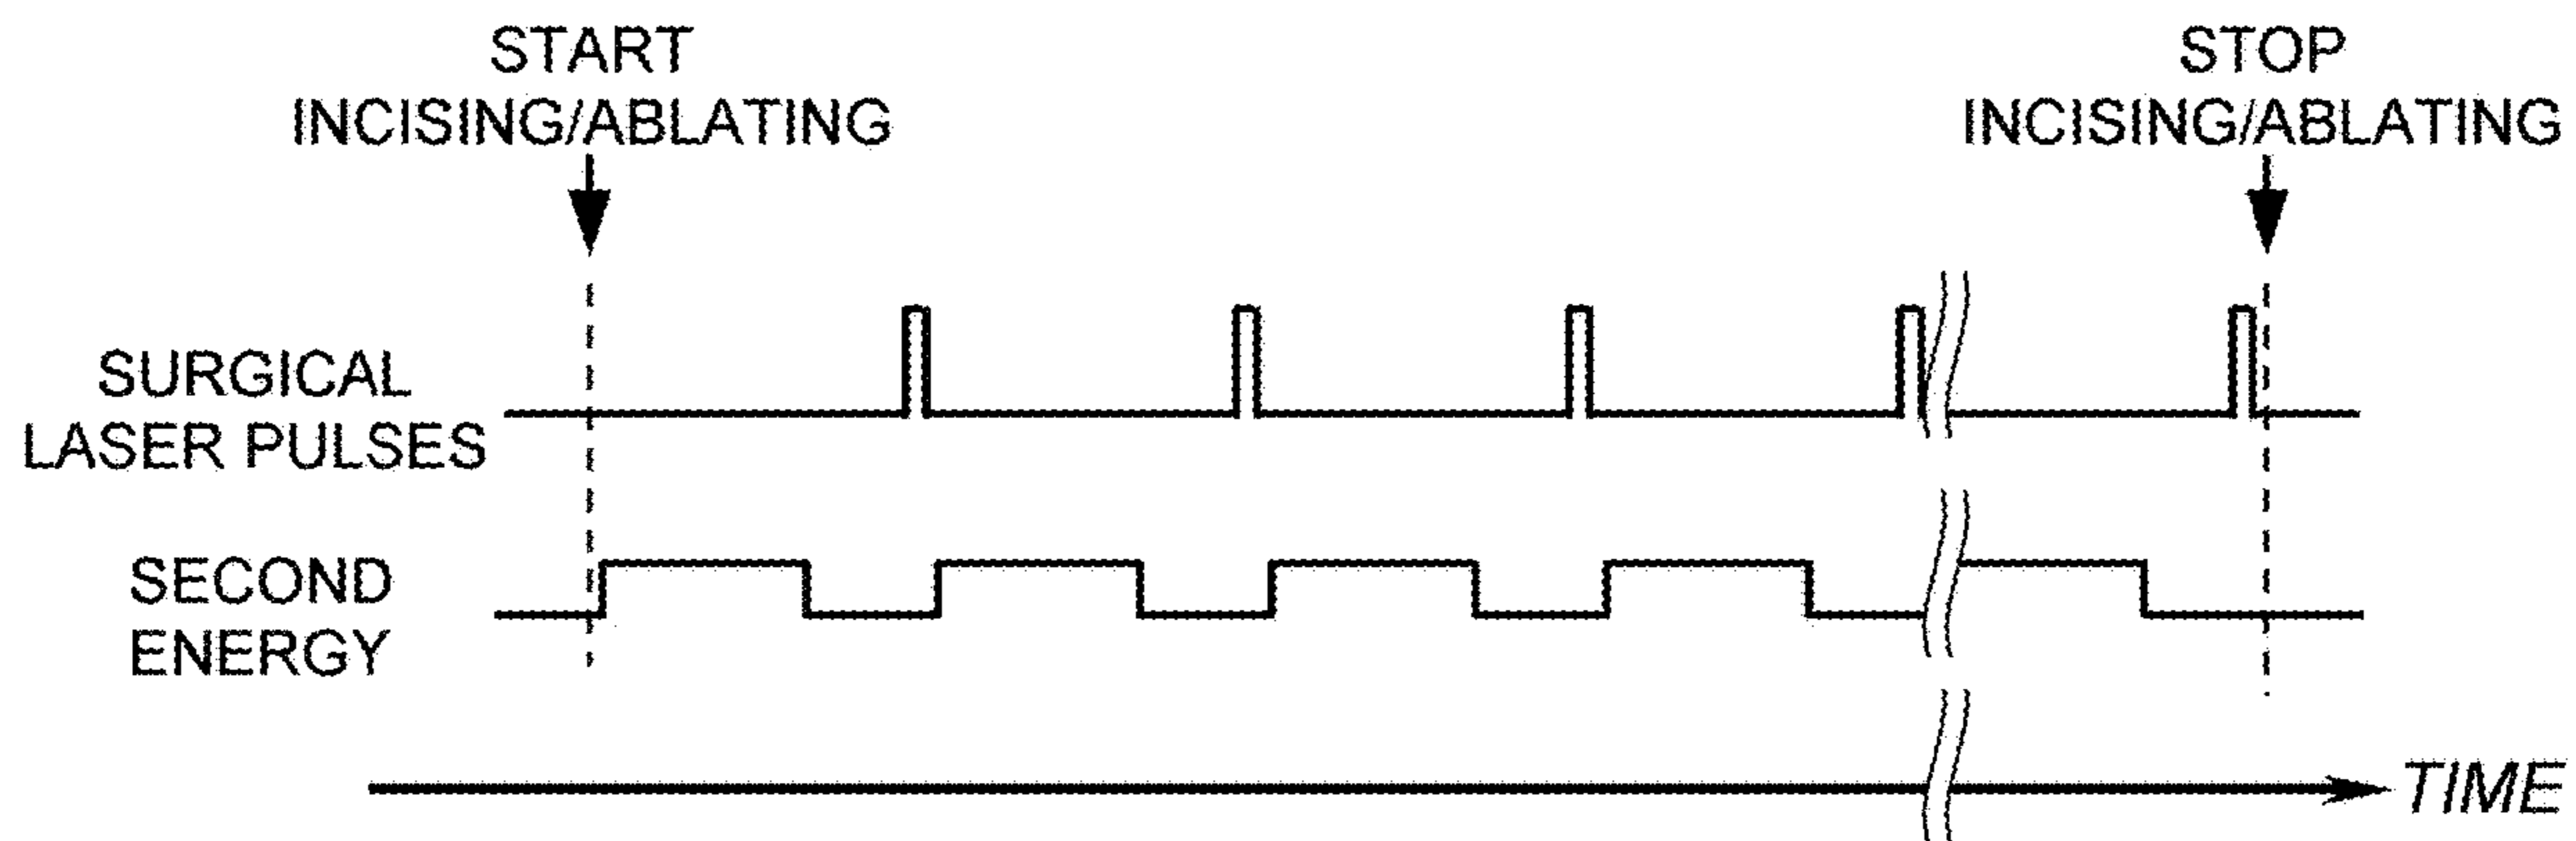 START
INCISING/ABLATING
STOP
INCISING/ABLATING
SURGICAL
LASER PULSES
SECOND
ENERGY
TIME